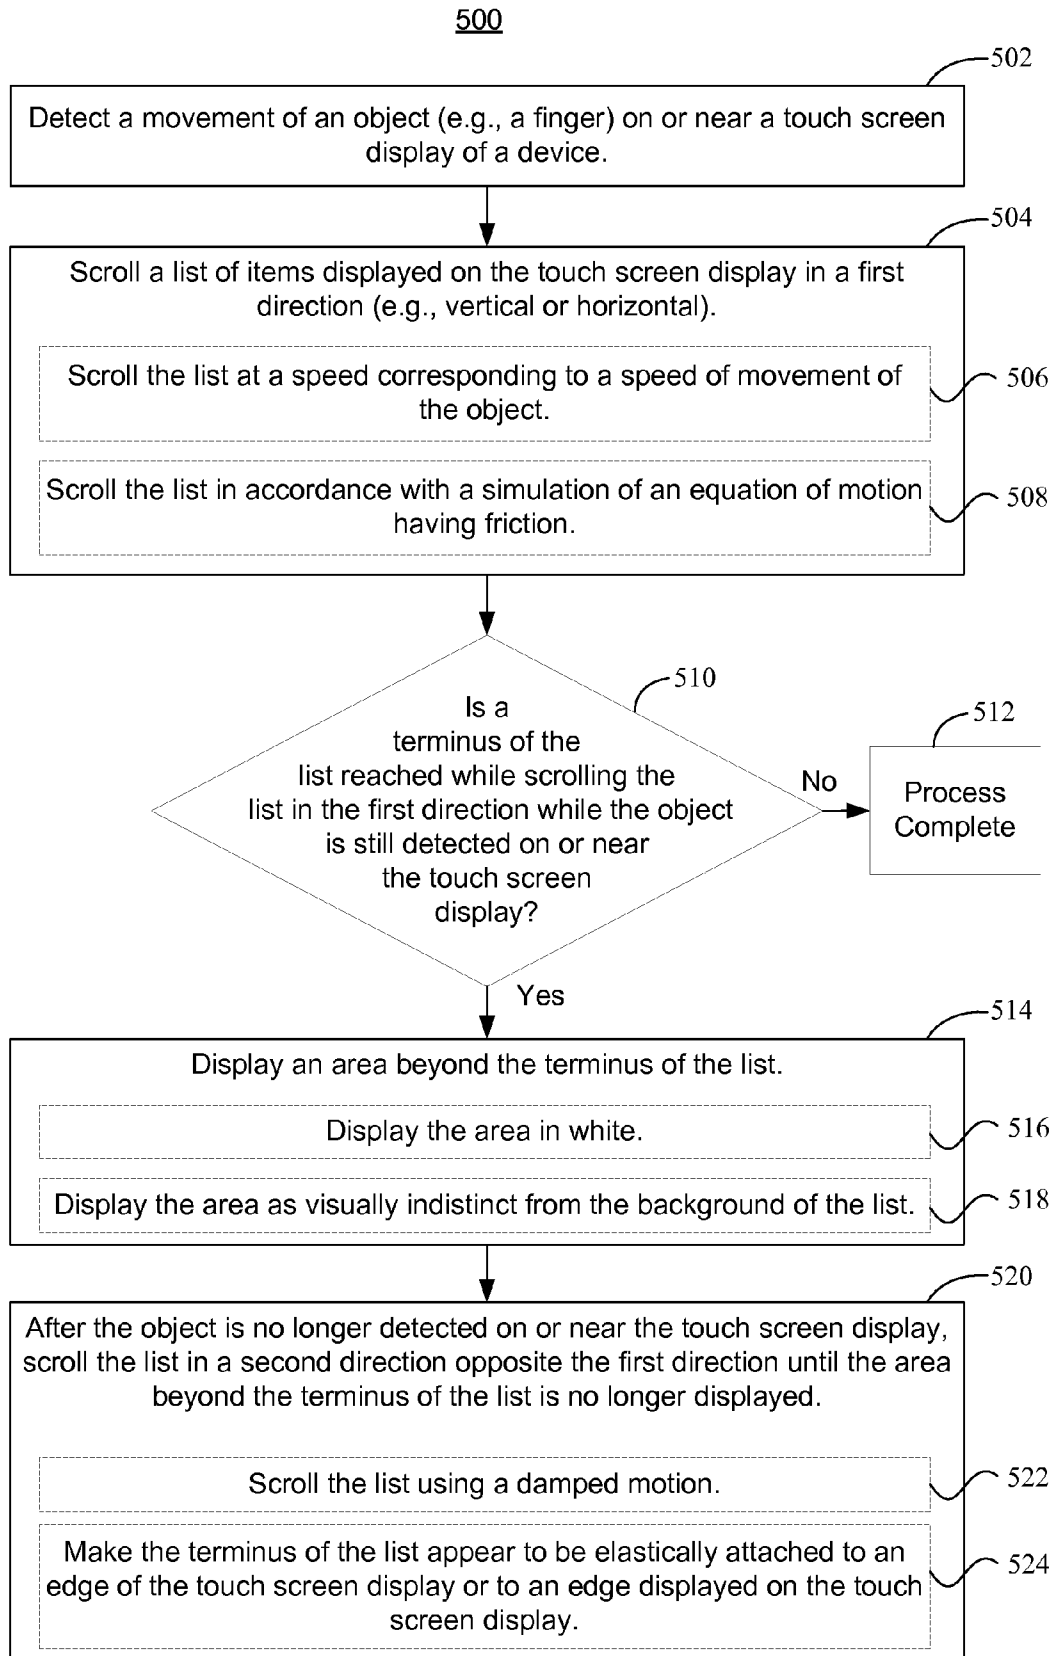 500
502
Detect a movement of an object (e.g., a finger) on or near a touch screen
display of a device.
504
Scroll a list of items displayed on the touch screen display in a first
direction (e.g., vertical or horizontal).
Scroll the list at a speed corresponding to a speed of movement of
the object.
506
Scroll the list in accordance with a simulation of an equation of motion
having friction.
508
510
Is a
terminus of the
list reached while scrolling the
list in the first direction while the object
is still detected on or near
the touch screen
display?
No
512
Process
Complete
Yes
514
Display an area beyond the terminus of the list.
Display the area in white.
516
Display the area as visually indistinct from the background of the list.
518
520
After the object is no longer detected on or near the touch screen display,
scroll the list in a second direction opposite the first direction until the area
beyond the terminus of the list is no longer displayed.
Scroll the list using a damped motion.
522
Make the terminus of the list appear to be elastically attached to an
edge of the touch screen display or to an edge displayed on the touch
screen display.
524